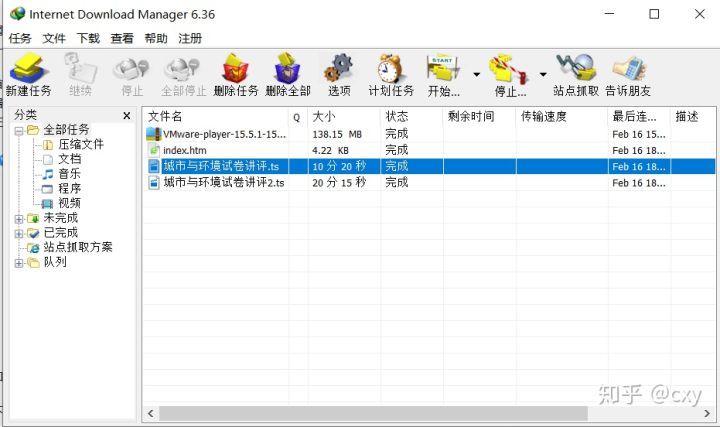 Internet Download Manager 6.36
任务 文件 下载 查看 帮助 注册
新建任务 继续 停止 全部停止 删除任务 删除全部 选项 计划任务 开始... 停止... 站点抓取 告诉朋友
分类 X
文件名 Q 大小 状态 剩余时间 传输速度 最后连... 描述
全部任务
压缩文件
文档
音乐
程序
视频
未完成
已完成
站点抓取方案
队列
VMware-player-15.5.1-15... 138.15 MB 完成 Feb 16 15...
index.htm 4.22 KB 完成 Feb 16 18...
城市与环境试卷讲评.ts 10 分 20 秒 完成 Feb 16 18...
城市与环境试卷讲评2.ts 20 分 15 秒 完成 Feb 16 18...
知乎 @cxy